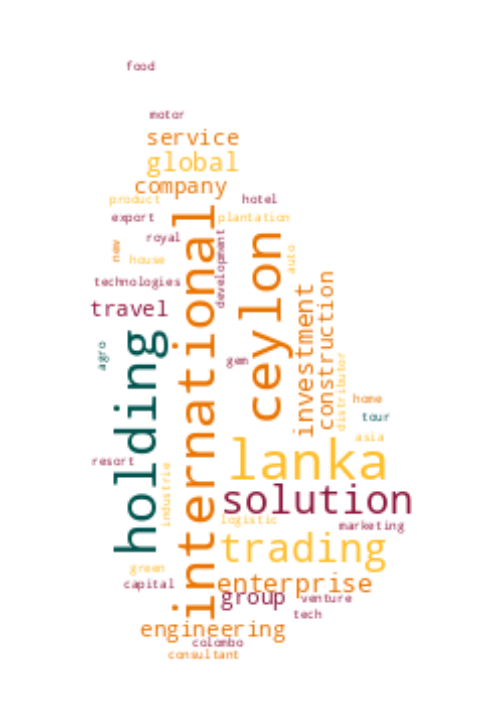 food
motor
service
global
company
product
hotel
export
plantation
royal
new
house
development
auto
technologies
travel
international
ceylon
holding
agro
gem
investment
construction
distributor
home
tour
asia
lanka
resort
industrie
solution
logistic
marketing
trading
green
capital
enterprise
group
venture
tech
engineering
colombo
consultant